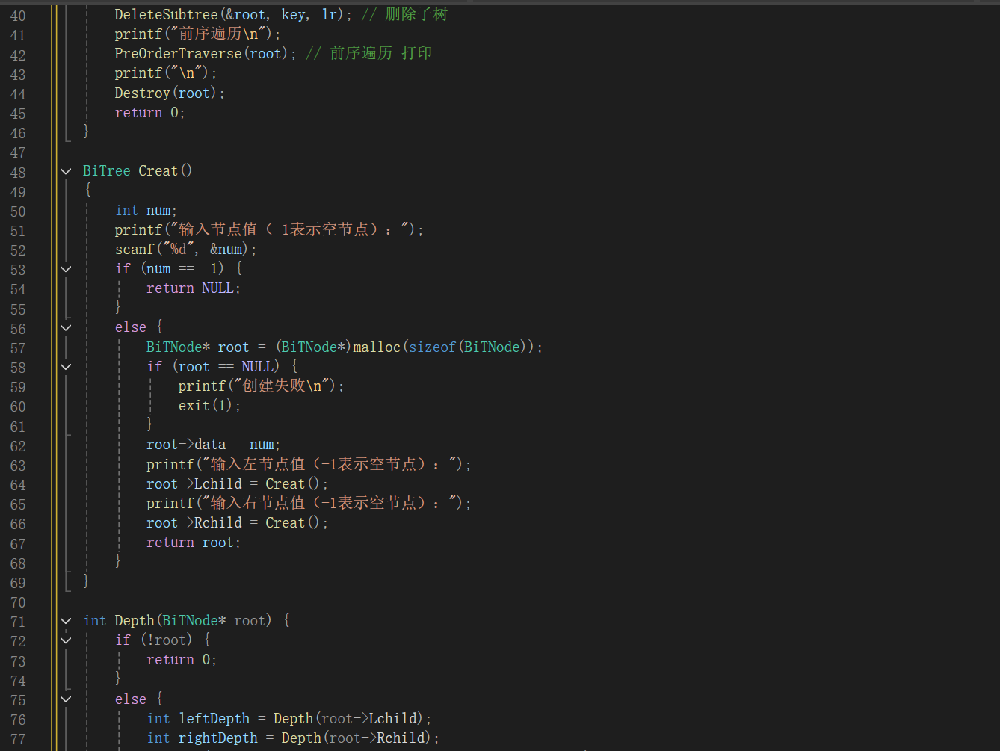 40 DeleteSubtree(&root, key, lr); // 删除子树
41 printf("前序遍历\n");
42 PreOrderTraverse(root); // 前序遍历 打印
43 printf("\n");
44 Destroy(root);
45 return 0;
46 }
47
48 BiTree Creat()
49 {
50 int num;
51 printf("输入节点值（-1表示空节点）：");
52 scanf("%d", &num);
53 if (num == -1) {
54 return NULL;
55 }
56 else {
57 BiTNode* root = (BiTNode*)malloc(sizeof(BiTNode));
58 if (root == NULL) {
59 printf("创建失败\n");
60 exit(1);
61 }
62 root->data = num;
63 printf("输入左节点值（-1表示空节点）：");
64 root->Lchild = Creat();
65 printf("输入右节点值（-1表示空节点）：");
66 root->Rchild = Creat();
67 return root;
68 }
69 }
70
71 int Depth(BiTNode* root) {
72 if (!root) {
73 return 0;
74 }
75 else {
76 int leftDepth = Depth(root->Lchild);
77 int rightDepth = Depth(root->Rchild);